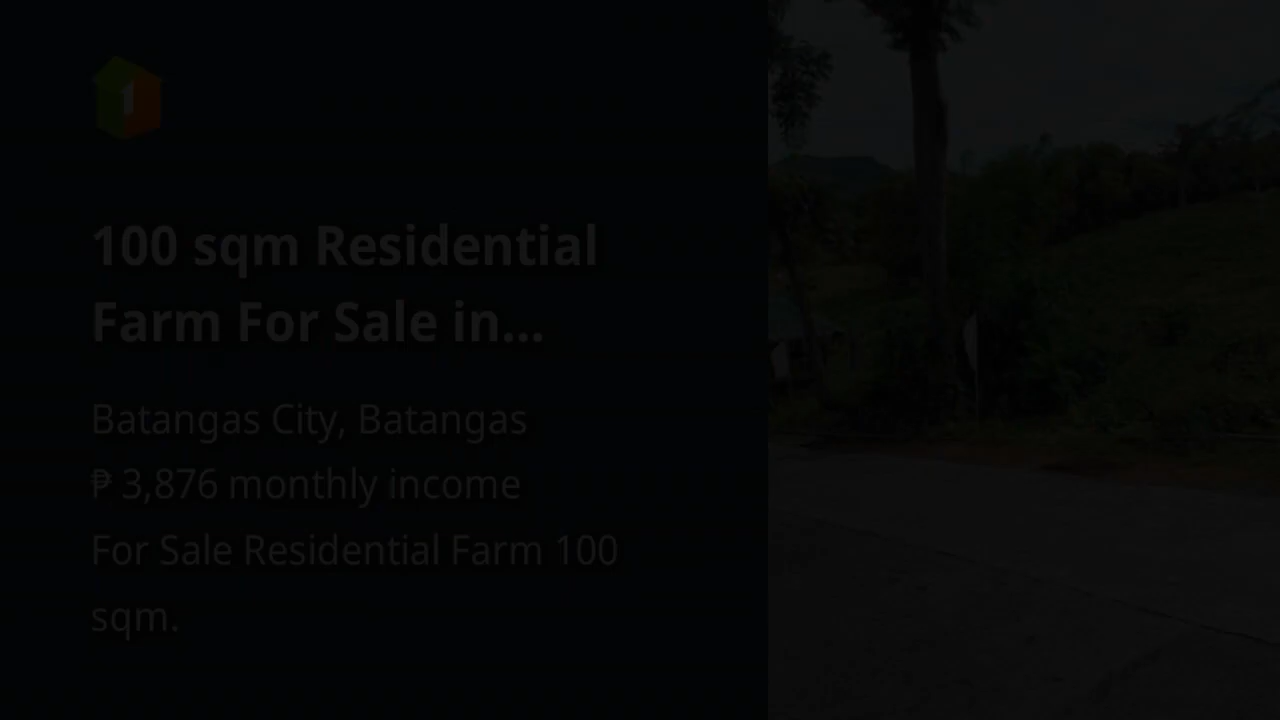 1
100 sqm Residential
Farm For Sale in...
Batangas City, Batangas
₱ 3,876 monthly income
For Sale Residential Farm 100
sqm.